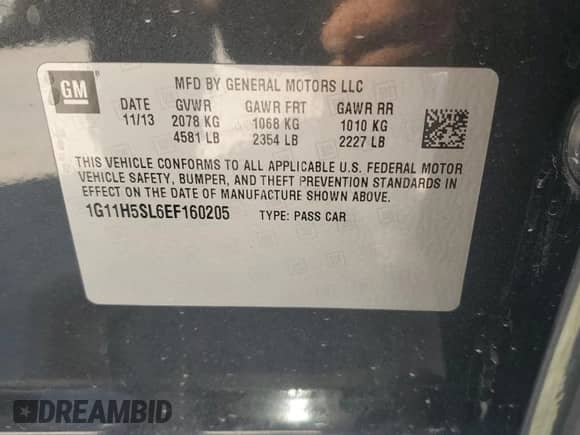 GM
MFD BY GENERAL MOTORS LLC
DATE GVWR GAWR FRT GAWR RR
11/13 2078 KG 1068 KG 1010 KG
4581 LB 2354 LB 2227 LB
THIS VEHICLE CONFORMS TO ALL APPLICABLE U.S. FEDERAL MOTOR
VEHICLE SAFETY, BUMPER, AND THEFT PREVENTION STANDARDS IN
EFFECT ON THE DATE OF MANUFACTURE SHOWN ABOVE.
1G11H5SL6EF160205 TYPE: PASS CAR
DREAMBID